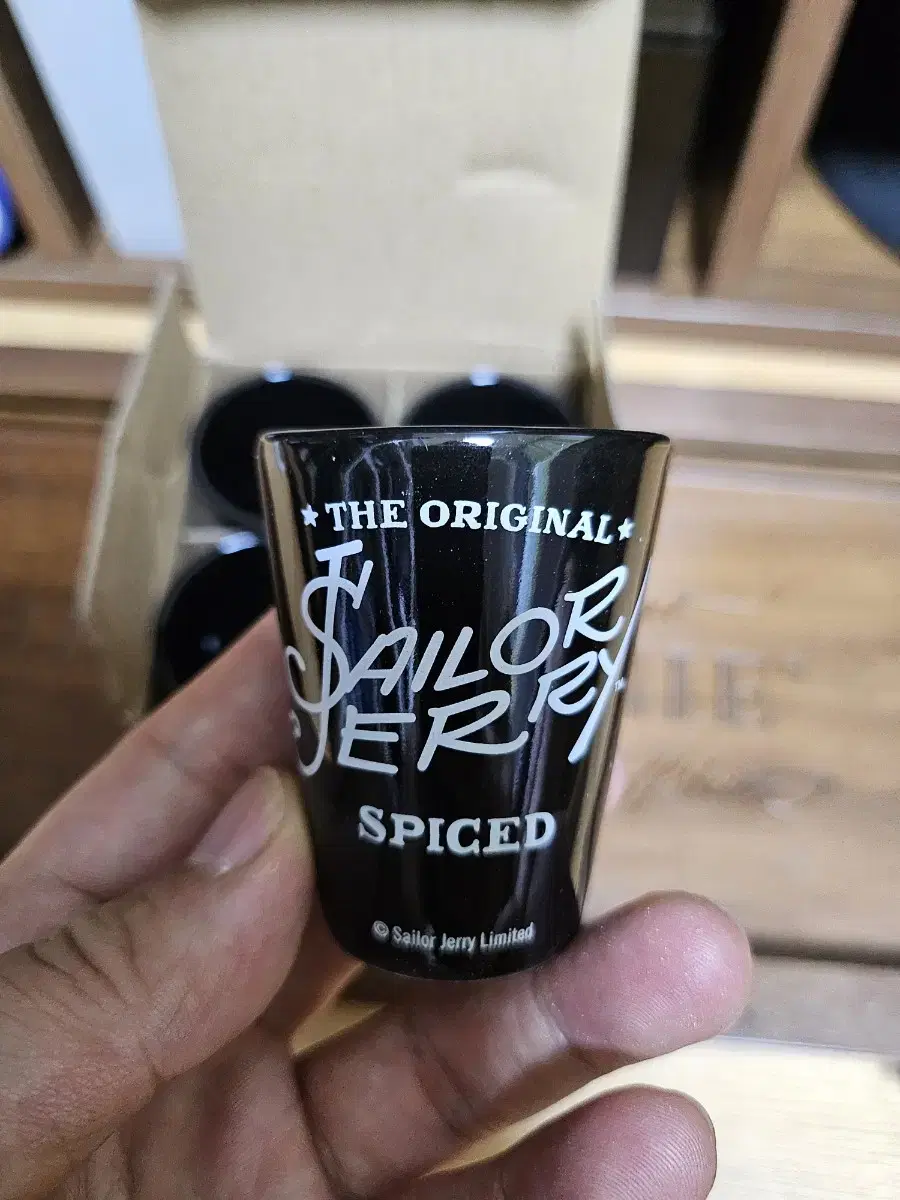 ★ THE ORIGINAL ★
SAILOR
JERRY
SPICED
© Sailor Jerry Limited